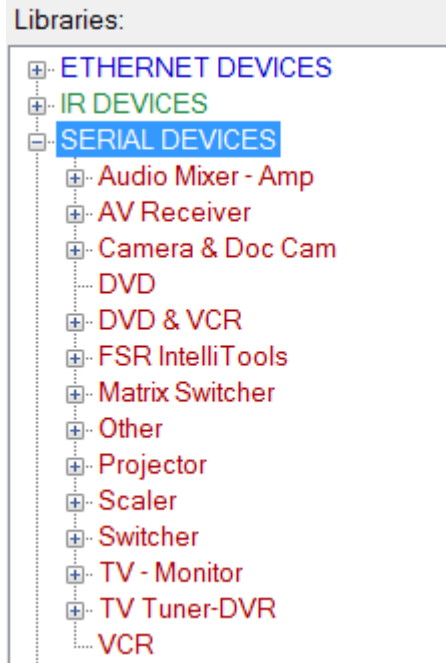 Libraries:
ETHERNET DEVICES
IR DEVICES
SERIAL DEVICES
Audio Mixer - Amp
AV Receiver
Camera & Doc Cam
DVD
DVD & VCR
FSR IntelliTools
Matrix Switcher
Other
Projector
Scaler
Switcher
TV - Monitor
TV Tuner-DVR
VCR